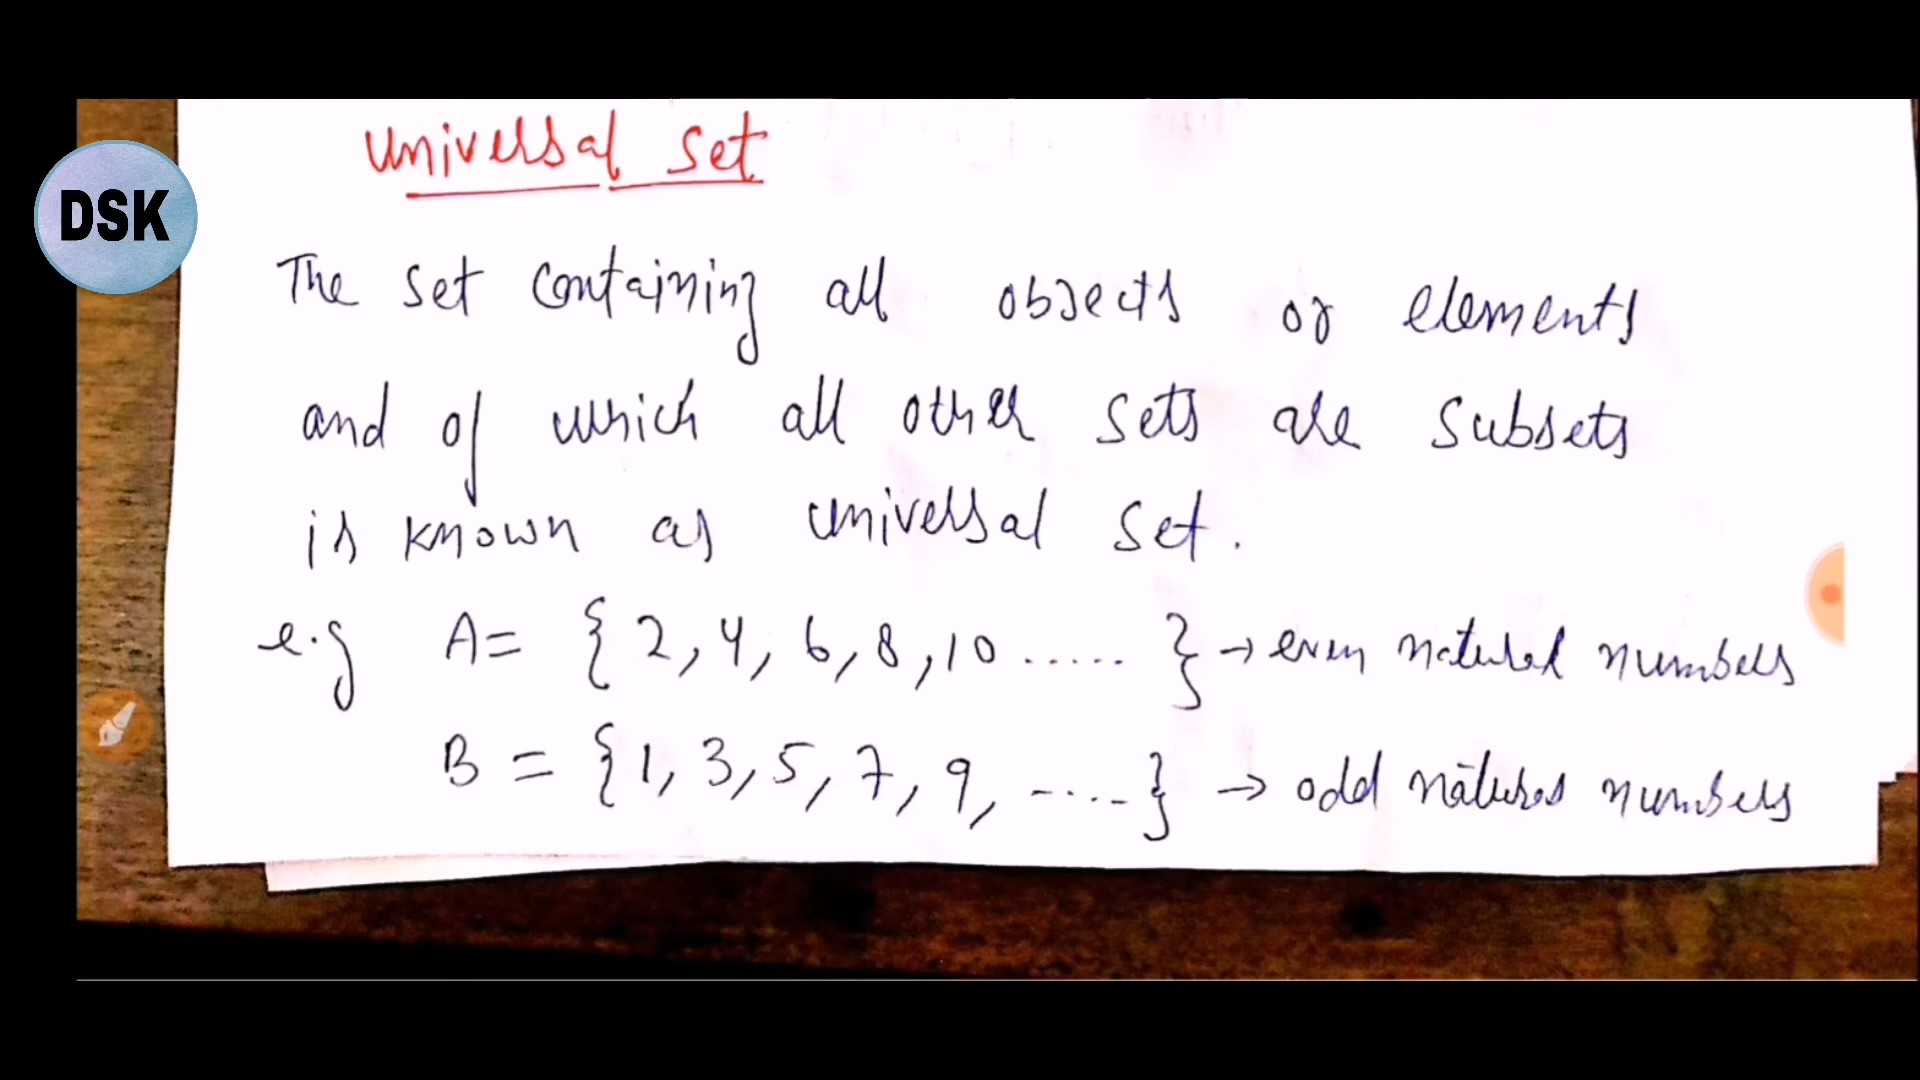 universal set
DSK
The set containing all objects or elements
and of which all other sets are subsets
is known as universal set.
e.g A = { 2, 4, 6, 8, 10 ...... } → even natural numbers
B = { 1, 3, 5, 7, 9, ..... } → odd natural numbers